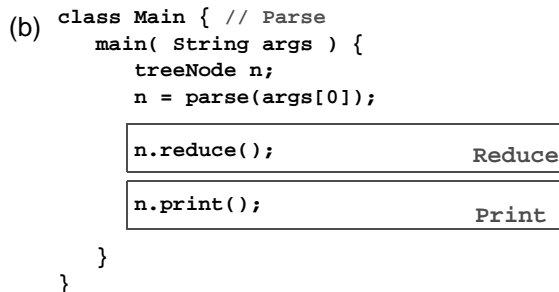 (b) class Main { // Parse
main( String args ) {
treeNode n;
n = parse(args[0]);
n.reduce(); Reduce
n.print(); Print
}
}